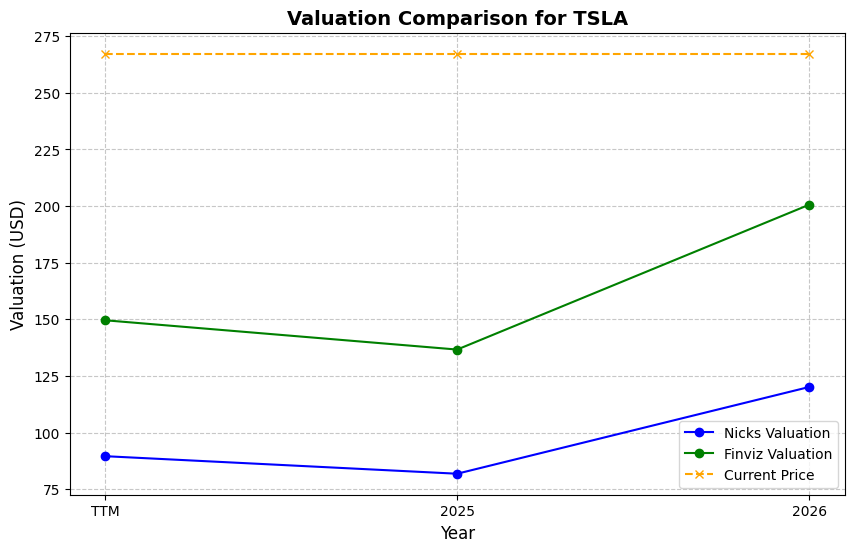 Valuation Comparison for TSLA
Valuation (USD)
275
250
225
200
175
150
125
100
75
TTM
2025
2026
Year
Nicks Valuation
Finviz Valuation
Current Price